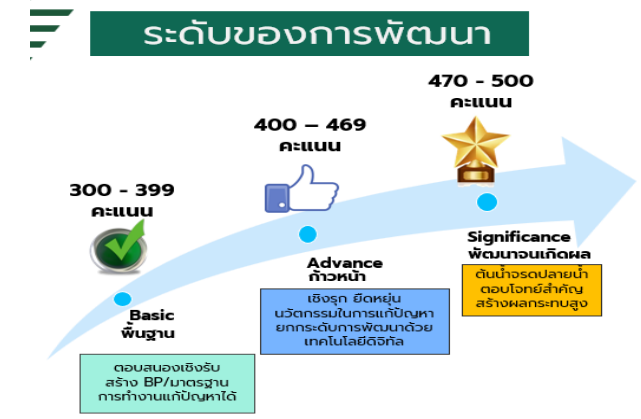 ระดับของการพัฒนา
470 - 500
คะแนน
400 – 469
คะแนน
300 - 399
คะแนน
Significance
พัฒนาจนเกิดผล
ต้นน้ำจรดปลายน้ำ
ตอบโจทย์สำคัญ
สร้างผลกระทบสูง
Advance
ก้าวหน้า
เชิงรุก ยืดหยุ่น
นวัตกรรมในการแก้ปัญหา
ยกกระดับการพัฒนาด้วย
เทคโนโลยีดิจิทัล
Basic
พื้นฐาน
ตอบสนองเชิงรับ
สร้าง BP/มาตรฐาน
การทำงานแก้ปัญหาได้